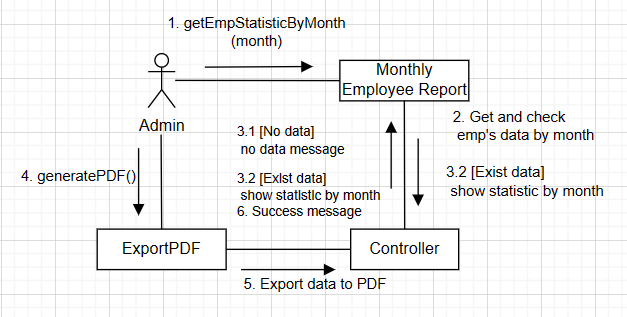 1. getEmpStatisticByMonth
(month)
Monthly
Employee Report
Admin
2. Get and check
emp's data by month
3.1 [No data]
no data message
3.2 [Exist data]
show statistic by month
4. generatePDF()
3.2 [Exist data]
show statistic by month
6. Success message
ExportPDF
Controller
5. Export data to PDF